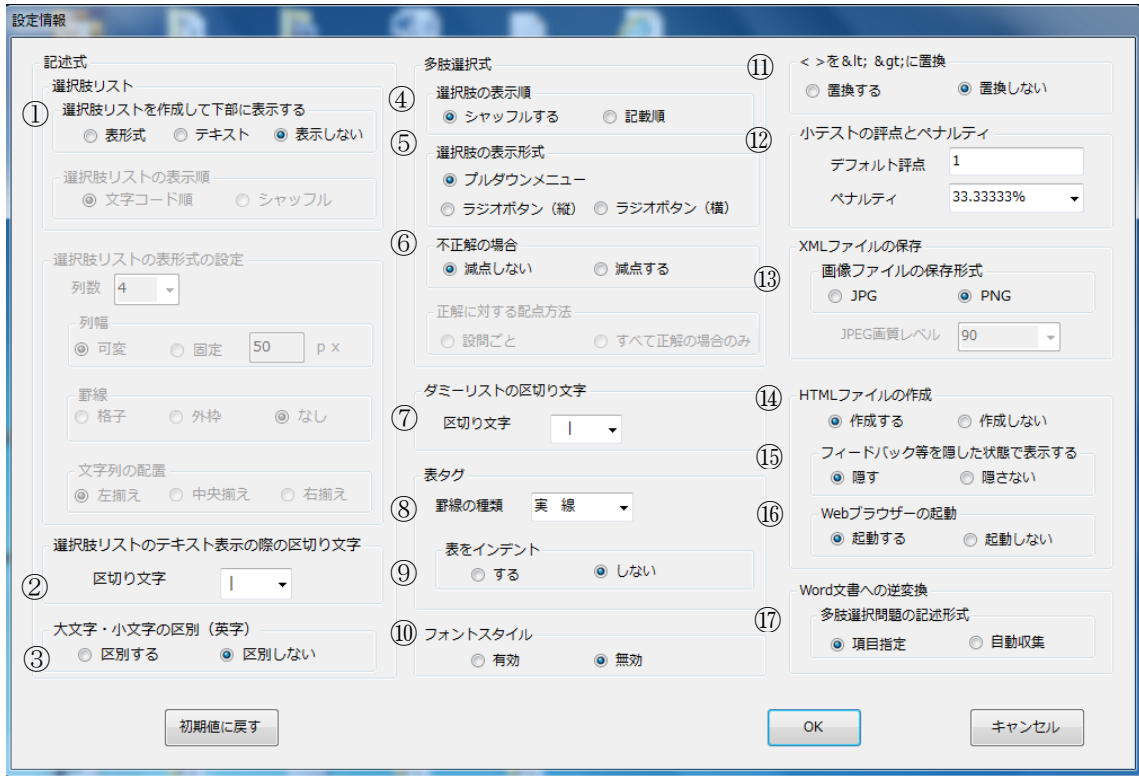 設定情報
記述式
選択肢リスト
① 選択肢リストを作成して下部に表示する
表形式 テキスト 表示しない
選択肢リストの表示順
文字コード順 シャッフル
選択肢リストの表形式の設定
列数 4
列幅
可変 固定 50 px
罫線
格子 外枠 なし
文字列の配置
左揃え 中央揃え 右揃え
選択肢リストのテキスト表示の際の区切り文字
② 区切り文字 |
大文字・小文字の区別（英字）
③ 区別する 区別しない
多肢選択式
④ 選択肢の表示順
シャッフルする 記載順
⑤ 選択肢の表示形式
プルダウンメニュー
ラジオボタン（縦） ラジオボタン（横）
⑥ 不正解の場合
減点しない 減点する
正解に対する配点方法
設問ごと すべて正解の場合のみ
ダミーリストの区切り文字
⑦ 区切り文字 |
表タグ
⑧ 罫線の種類 実 線
表をインデント
⑨ する しない
⑩ フォントスタイル
有効 無効
⑪ < >を&lt; &gt;に置換
置換する 置換しない
⑫ 小テストの評点とペナルティ
デフォルト評点 1
ペナルティ 33.33333%
XMLファイルの保存
⑬ 画像ファイルの保存形式
JPG PNG
JPEG画質レベル 90
⑭ HTMLファイルの作成
作成する 作成しない
⑮ フィードバック等を隠した状態で表示する
隠す 隠さない
⑯ Webブラウザーの起動
起動する 起動しない
Word文書への逆変換
⑰ 多肢選択問題の記述形式
項目指定 自動収集
初期値に戻す
OK
キャンセル